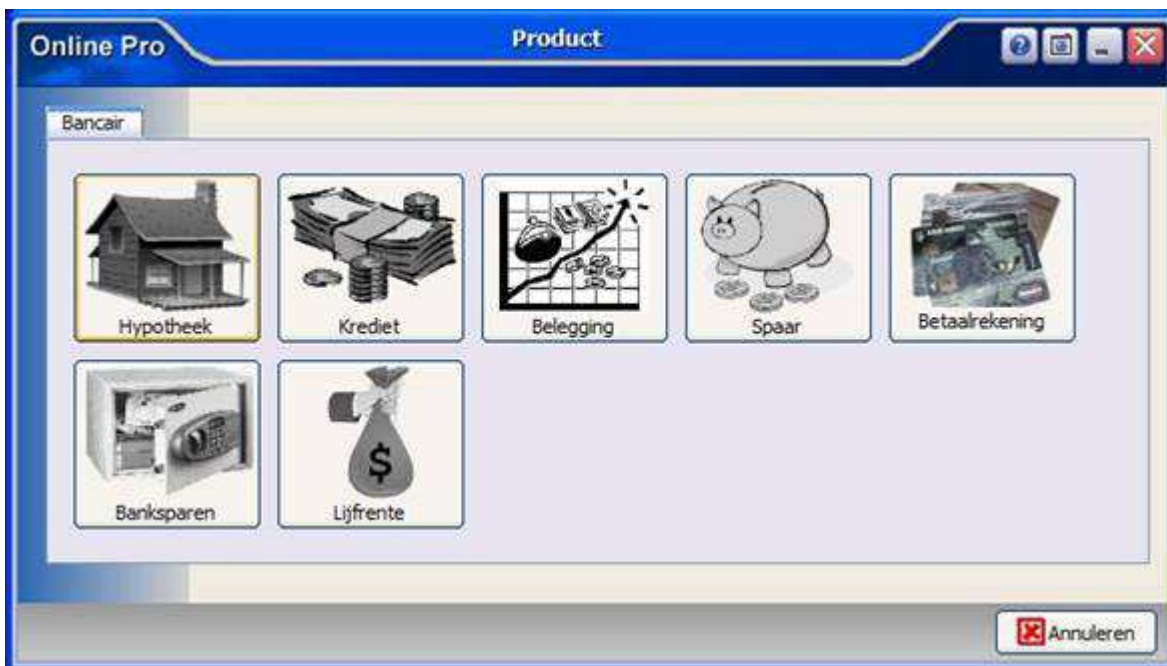 Online Pro
Product
Bancair
Hypotheek
Krediet
Belegging
Spaar
Betaalrekening
Banksparen
$
Lijfrente
Annuleren